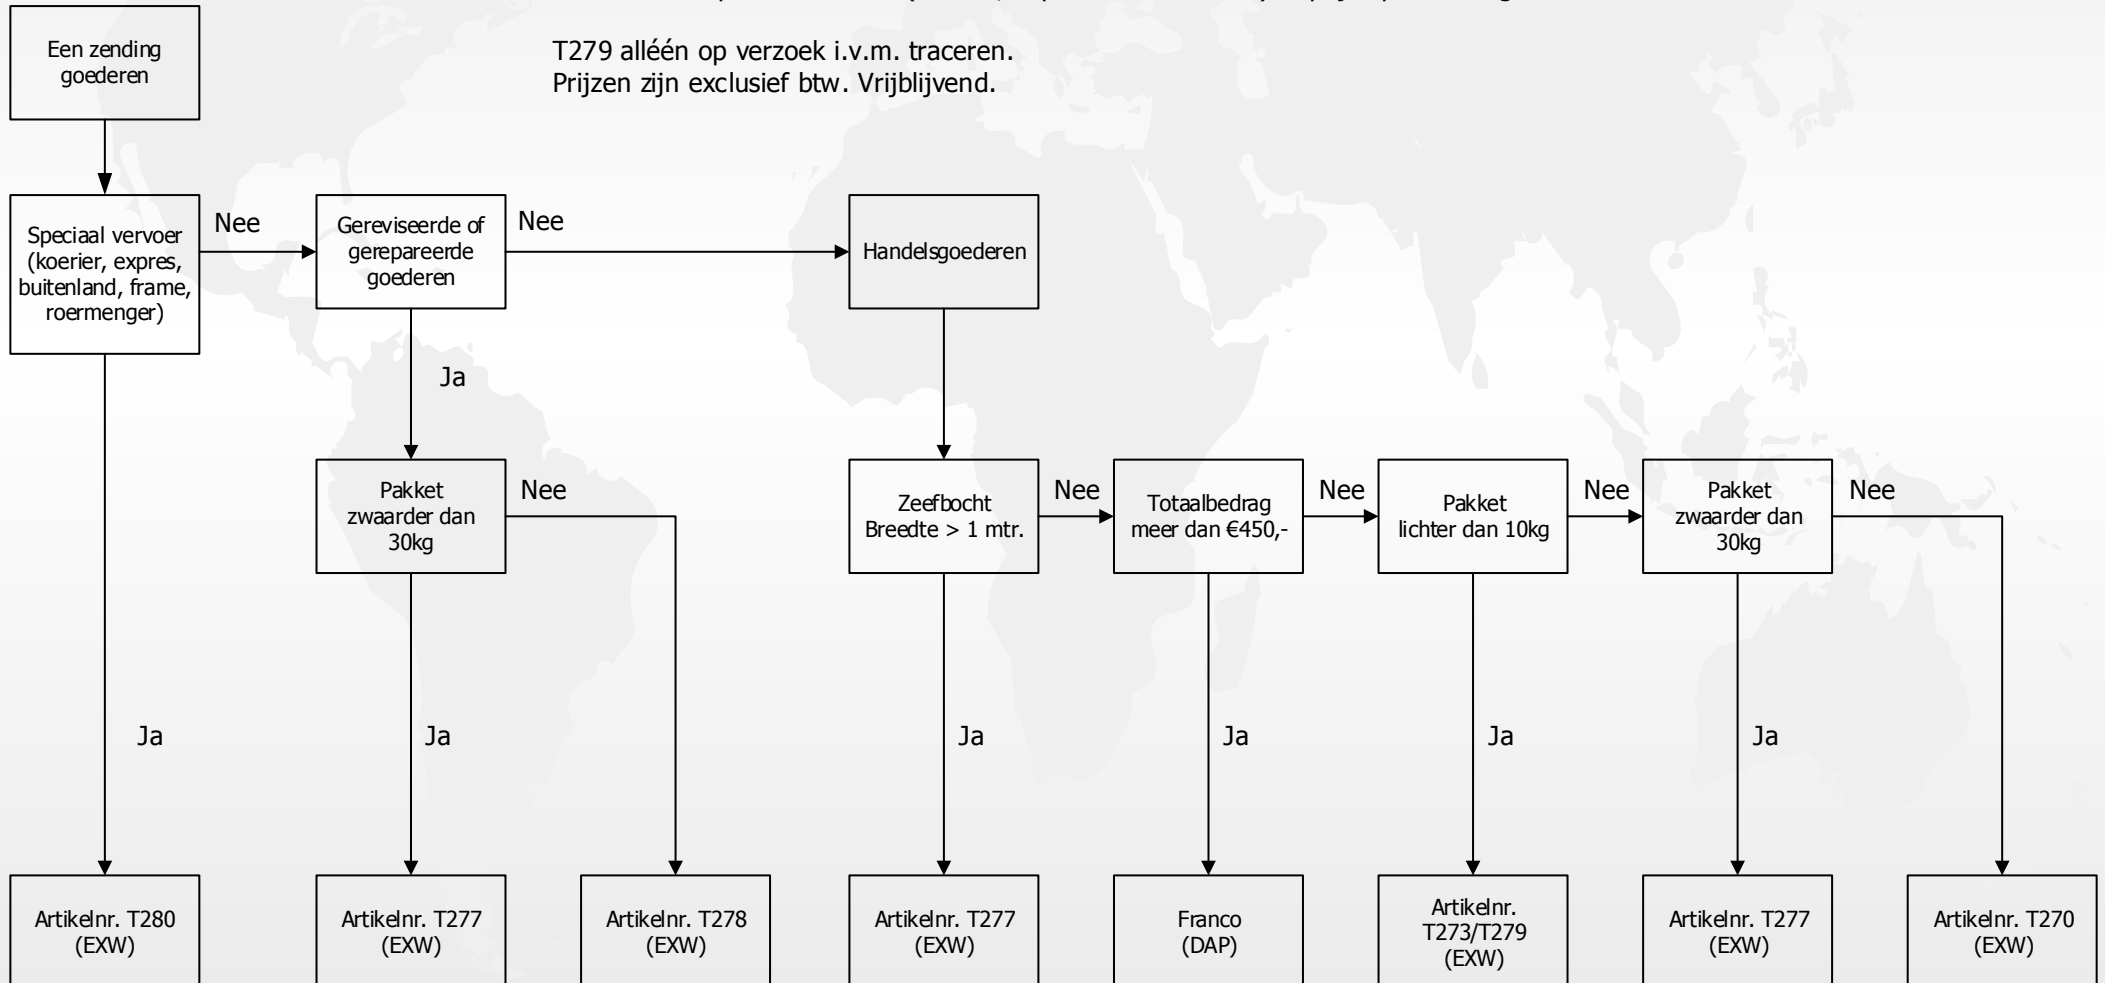 Een zending
goederen
T279 alléén op verzoek i.v.m. traceren.
Prijzen zijn exclusief btw. Vrijblijvend.
Speciaal vervoer
(koerier, expres,
buitenland, frame,
roermenger)
Nee
Gereviseerde of
gerepareerde
goederen
Nee
Handelsgoederen
Ja
Pakket
zwaarder dan
30kg
Nee
Zeefbocht
Breedte > 1 mtr.
Nee
Totaalbedrag
meer dan €450,-
Nee
Pakket
lichter dan 10kg
Nee
Pakket
zwaarder dan
30kg
Nee
Ja
Ja
Ja
Ja
Ja
Ja
Artikelnr. T280
(EXW)
Artikelnr. T277
(EXW)
Artikelnr. T278
(EXW)
Artikelnr. T277
(EXW)
Franco
(DAP)
Artikelnr.
T273/T279
(EXW)
Artikelnr. T277
(EXW)
Artikelnr. T270
(EXW)